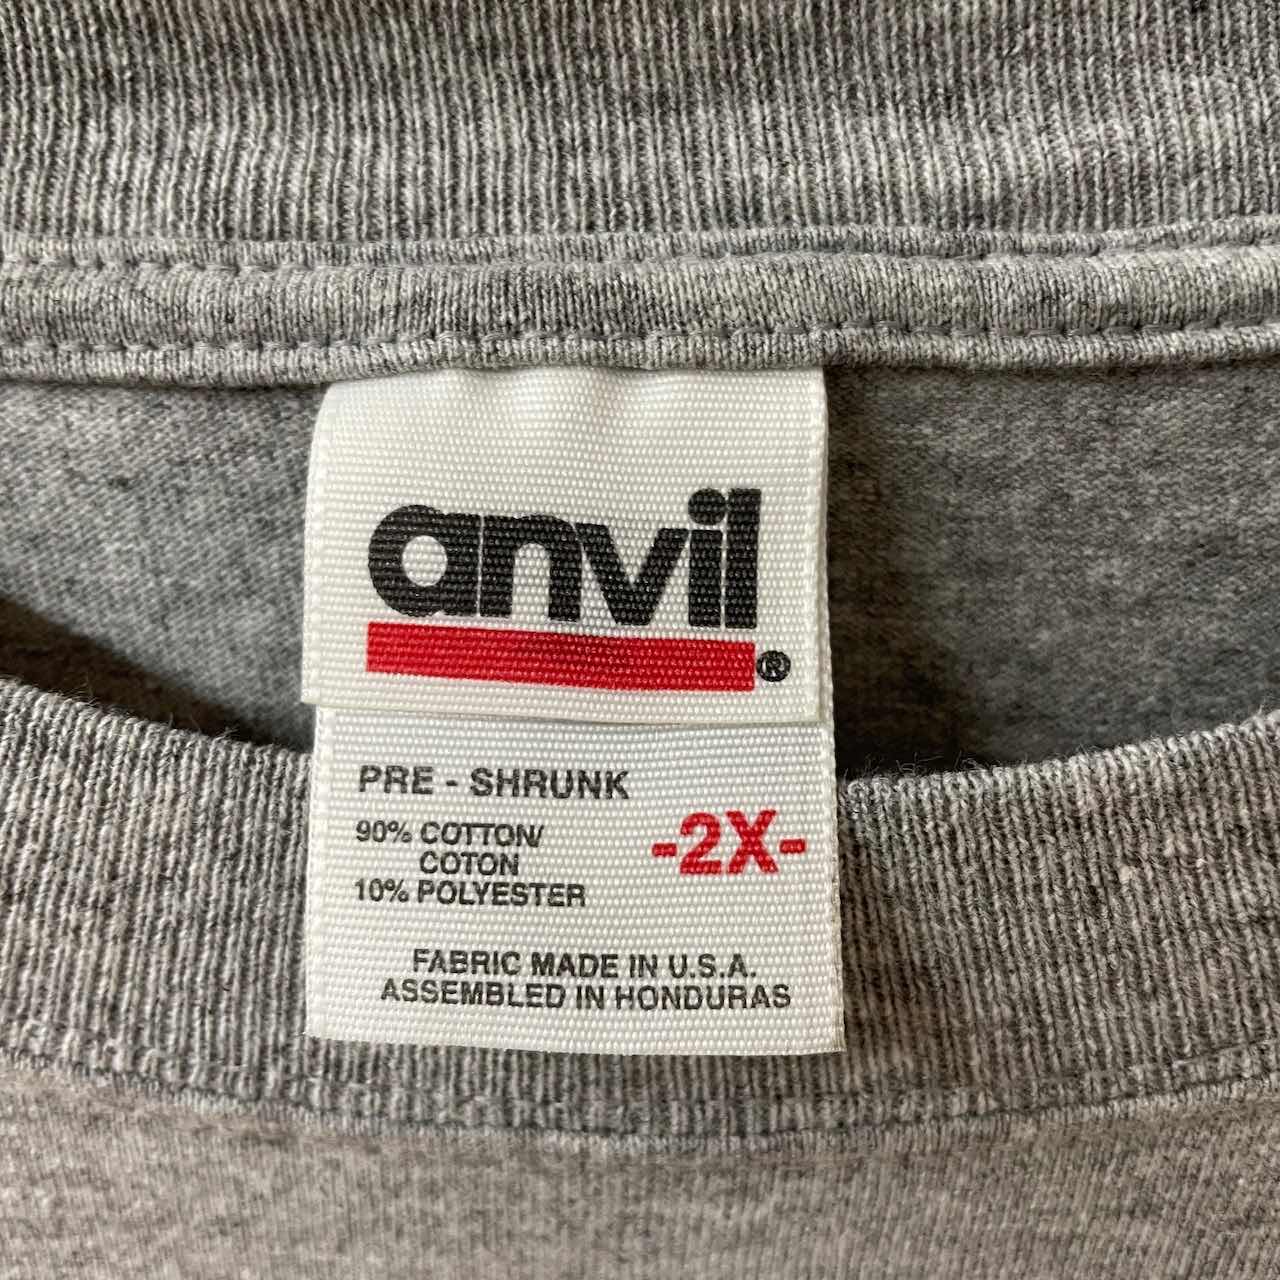 anvil®
PRE - SHRUNK
90% COTTON/
COTON
10% POLYESTER
-2X-
FABRIC MADE IN U.S.A.
ASSEMBLED IN HONDURAS